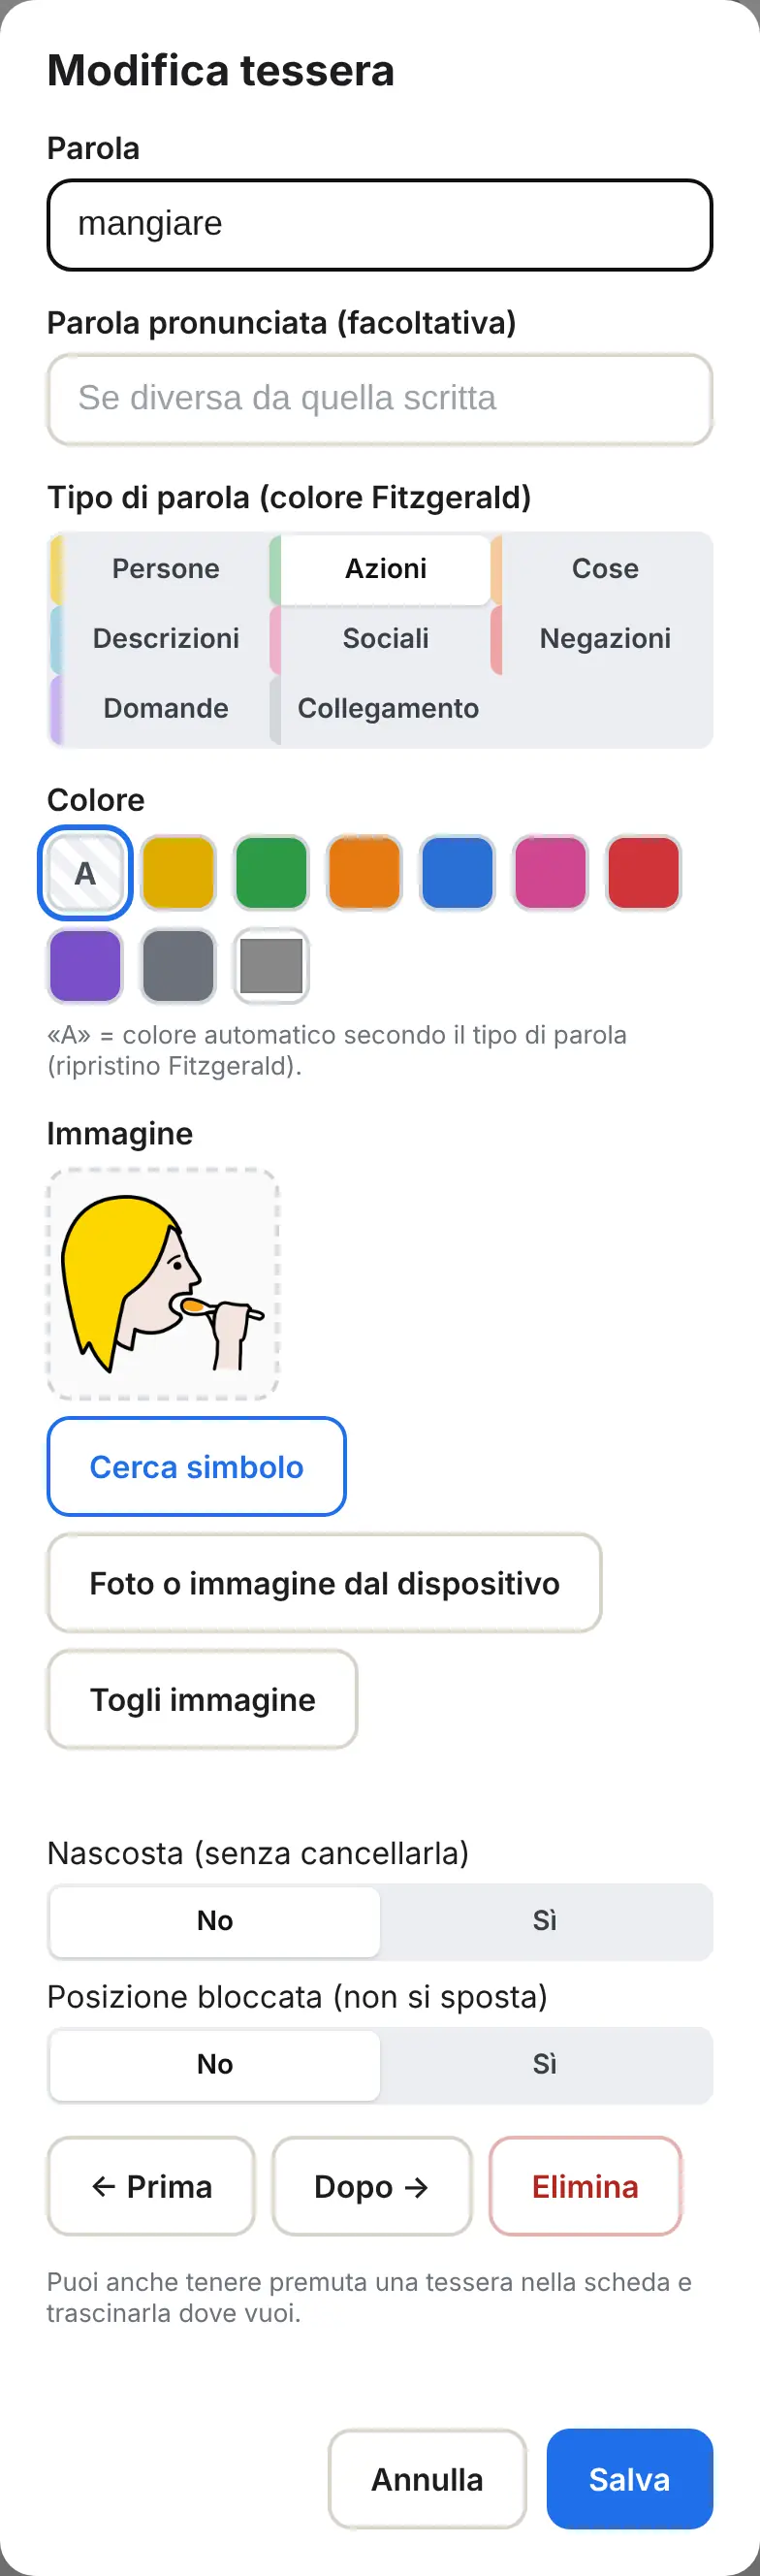 Modifica tessera
Parola
mangiare
Parola pronunciata (facoltativa)
Se diversa da quella scritta
Tipo di parola (colore Fitzgerald)
Persone Azioni Cose
Descrizioni Sociali Negazioni
Domande Collegamento
Colore
A
«A» = colore automatico secondo il tipo di parola
(ripristino Fitzgerald).
Immagine
Cerca simbolo
Foto o immagine dal dispositivo
Togli immagine
Nascosta (senza cancellarla)
No Sì
Posizione bloccata (non si sposta)
No Sì
← Prima Dopo → Elimina
Puoi anche tenere premuta una tessera nella scheda e
trascinarla dove vuoi.
Annulla Salva